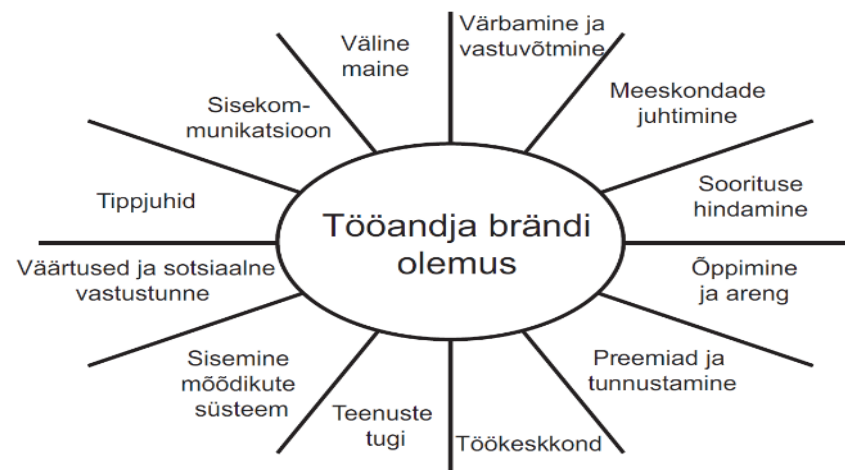 Tööandja brändi
olemus
Värbamine ja
vastuvõtmine
Meeskondade
juhtimine
Soorituse
hindamine
Õppimine
ja areng
Preemiad ja
tunnustamine
Töökeskkond
Teenuste
tugi
Sisemine
mõõdikute
süsteem
Väärtused ja sotsiaalne
vastustunne
Tippjuhid
Sisekom-
munikatsioon
Väline
maine